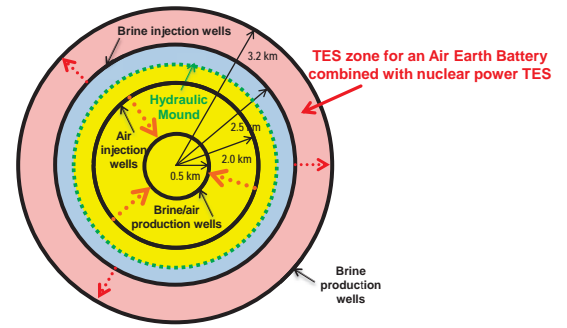 Brine injection wells
3.2 km
TES zone for an Air Earth Battery
combined with nuclear power TES
Hydraulic
Mound
Air
injection
wells
2.5 km
2.0 km
0.5 km
Brine/air
production wells
Brine
production
wells